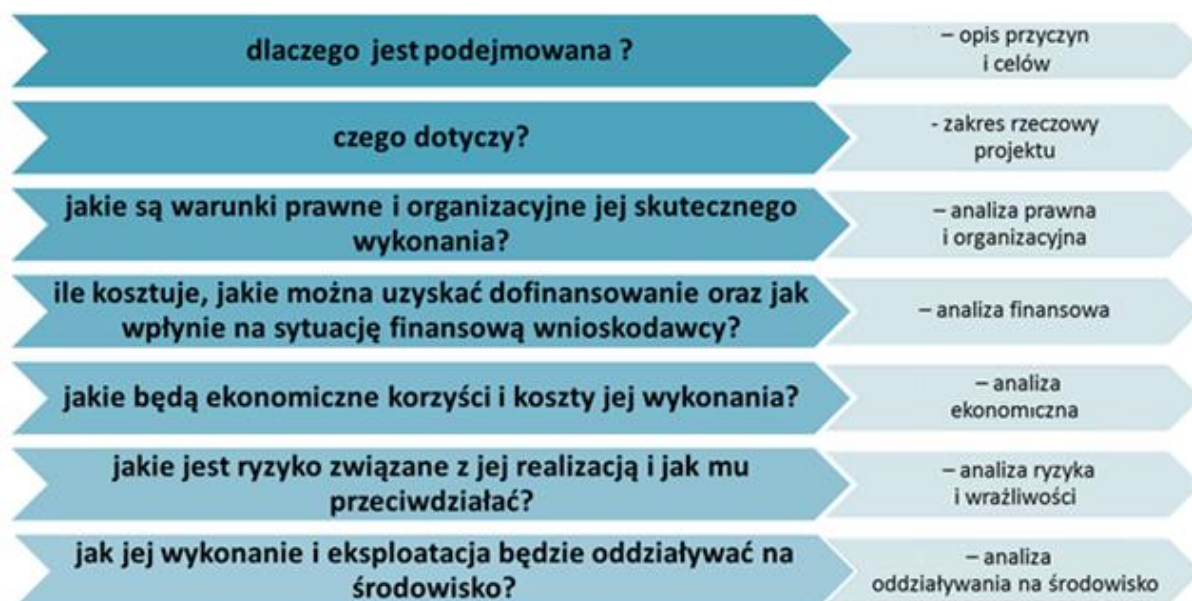 dlaczego jest podejmowana ?
– opis przyczyn
i celów
czego dotyczy?
- zakres rzeczowy
projektu
jakie są warunki prawne i organizacyjne jej skutecznego
wykonania?
– analiza prawna
i organizacyjna
ile kosztuje, jakie można uzyskać dofinansowanie oraz jak
wpłynie na sytuację finansową wnioskodawcy?
– analiza finansowa
jakie będą ekonomiczne korzyści i koszty jej wykonania?
– analiza
ekonomiczna
jakie jest ryzyko związane z jej realizacją i jak mu
przeciwdziałać?
– analiza ryzyka
i wrażliwości
jak jej wykonanie i eksploatacja będzie oddziaływać na
środowisko?
– analiza
oddziaływania na środowisko